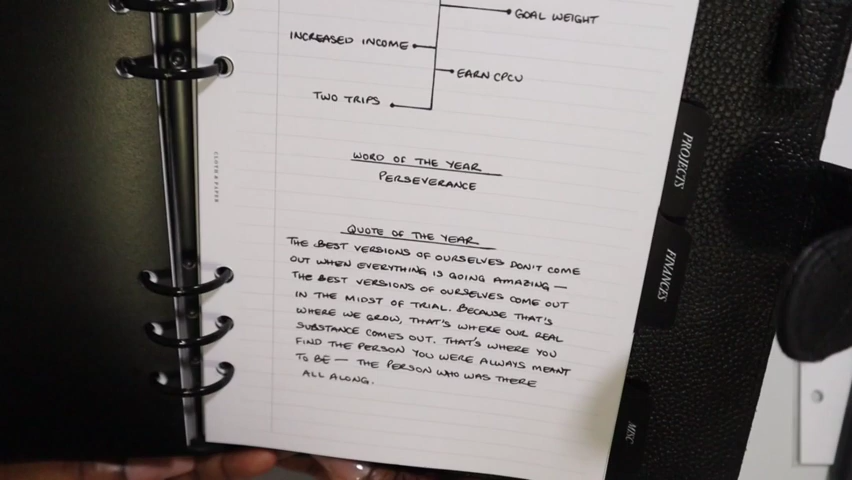 GOAL WEIGHT
INCREASED INCOME
EARN CPCU
TWO TRIPS
WORD OF THE YEAR
PERSEVERANCE
QUOTE OF THE YEAR
THE BEST VERSIONS OF OURSELVES DON'T COME
OUT WHEN EVERYTHING IS GOING AMAZING —
THE BEST VERSIONS OF OURSELVES COME OUT
IN THE MIDST OF TRIAL. BECAUSE THAT'S
WHERE WE GROW, THAT'S WHERE OUR REAL
SUBSTANCE COMES OUT. THAT'S WHERE YOU
FIND THE PERSON YOU WERE ALWAYS MEANT
TO BE — THE PERSON WHO WAS THERE
ALL ALONG.
CLOTH & PAPER
PROJECTS
FINANCES
MISC